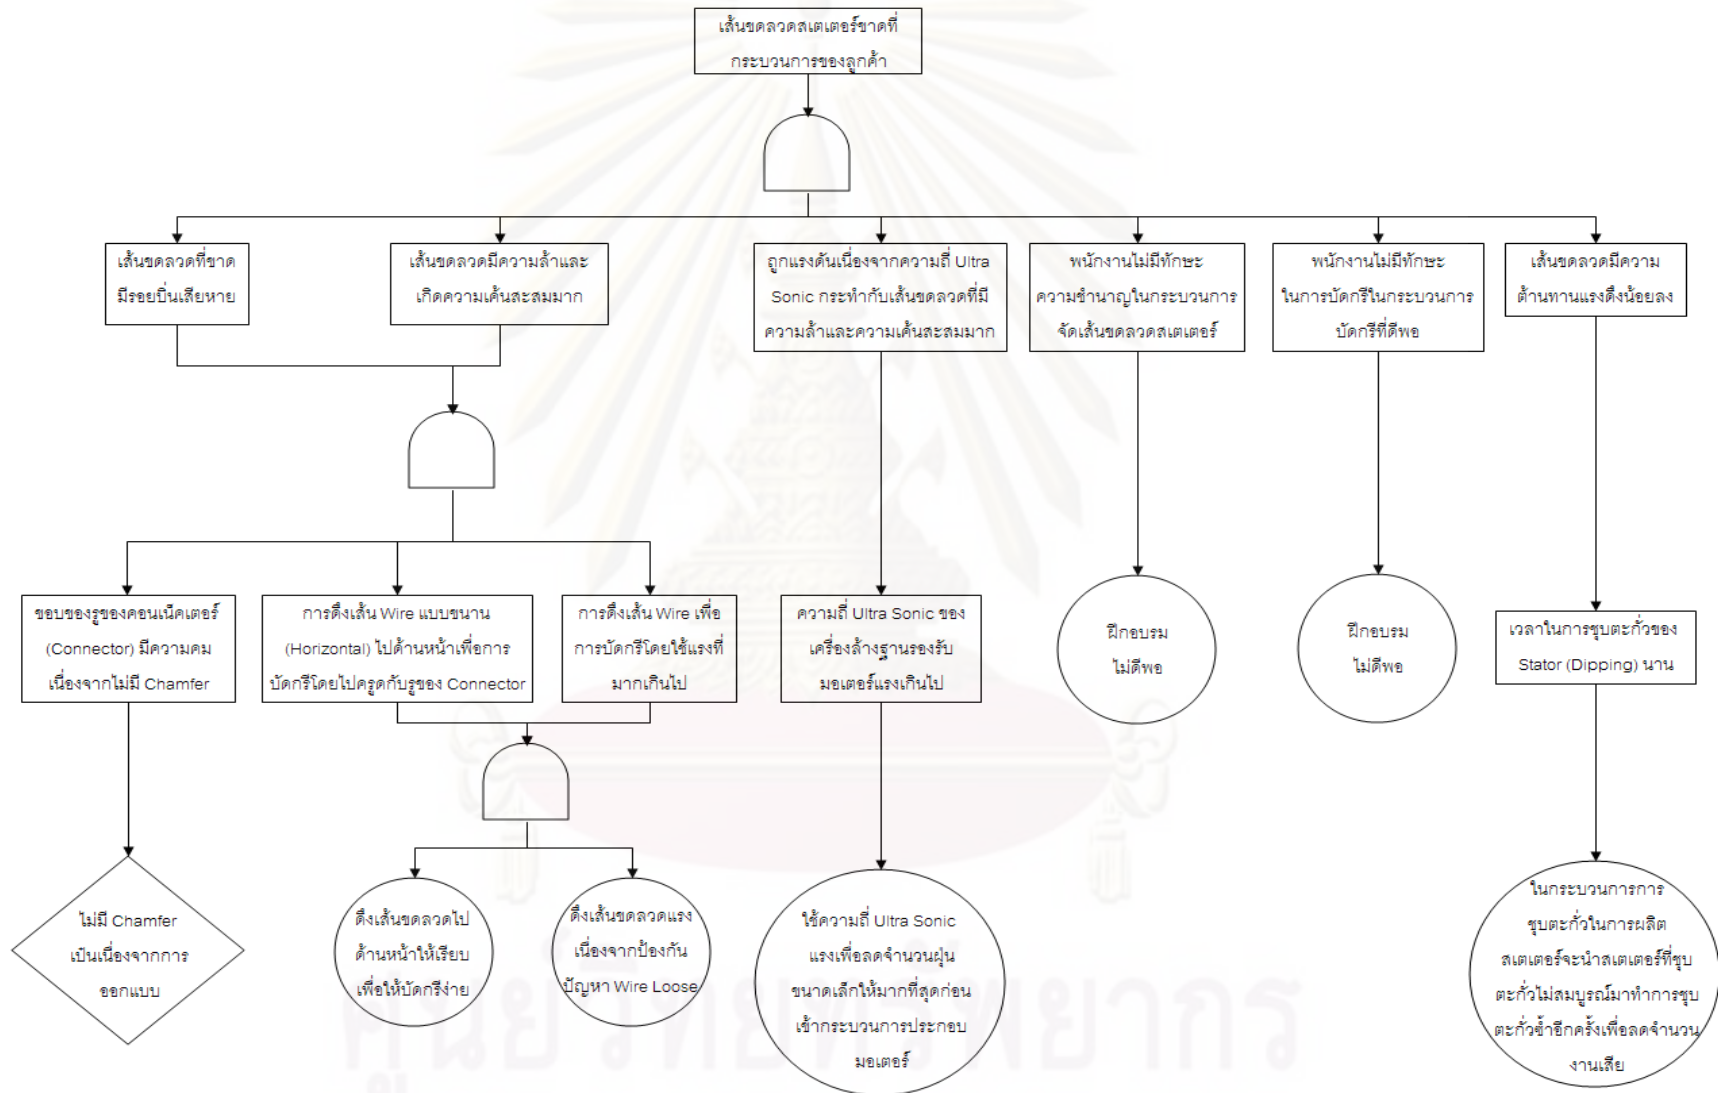 เส้นขดลวดสเตเตอร์ขาดที่
กระบวนการของลูกค้า
เส้นขดลวดที่ขาด
มีรอยบิ่นเสียหาย
เส้นขดลวดมีความล้าและ
เกิดความเค้นสะสมมาก
ถูกแรงดันเนื่องจากความถี่ Ultra
Sonic กระทำกับเส้นขดลวดที่มี
ความล้าและความเค้นสะสมมาก
พนักงานไม่มีทักษะ
ความชำนาญในกระบวนการ
จัดเส้นขดลวดสเตเตอร์
พนักงานไม่มีทักษะ
ในการบัดกรีในกระบวนการ
บัดกรีที่ดีพอ
เส้นขดลวดมีความ
ต้านทานแรงดึงน้อยลง
ขอบของรูของคอนเน็คเตอร์
(Connector) มีความคม
เนื่องจากไม่มี Chamfer
การดึงเส้น Wire แบบขนาน
(Horizontal) ไปด้านหน้าเพื่อการ
บัดกรีโดยไปครูดกับรูของ Connector
การดึงเส้น Wire เพื่อ
การบัดกรีโดยใช้แรงที่
มากเกินไป
ความถี่ Ultra Sonic ของ
เครื่องล้างฐานรองรับ
มอเตอร์แรงเกินไป
ฝึกอบรม
ไม่ดีพอ
ฝึกอบรม
ไม่ดีพอ
เวลาในการชุบตะกั่วของ
Stator (Dipping) นาน
ไม่มี Chamfer
เป็นเนื่องจากการ
ออกแบบ
ดึงเส้นขดลวดไป
ด้านหน้าให้เรียบ
เพื่อให้บัดกรีง่าย
ดึงเส้นขดลวดแรง
เนื่องจากป้องกัน
ปัญหา Wire Loose
ใช้ความถี่ Ultra Sonic
แรงเพื่อลดจำนวนฝุ่น
ขนาดเล็กให้มากที่สุดก่อน
เข้ากระบวนการประกอบ
มอเตอร์
ในกระบวนการการ
ชุบตะกั่วในการผลิต
สเตเตอร์จะนำสเตเตอร์ที่ชุบ
ตะกั่วไม่สมบูรณ์มาทำการชุบ
ตะกั่วซ้ำอีกครั้งเพื่อลดจำนวน
งานเสีย
ศูนย์วิทยทรัพยากร